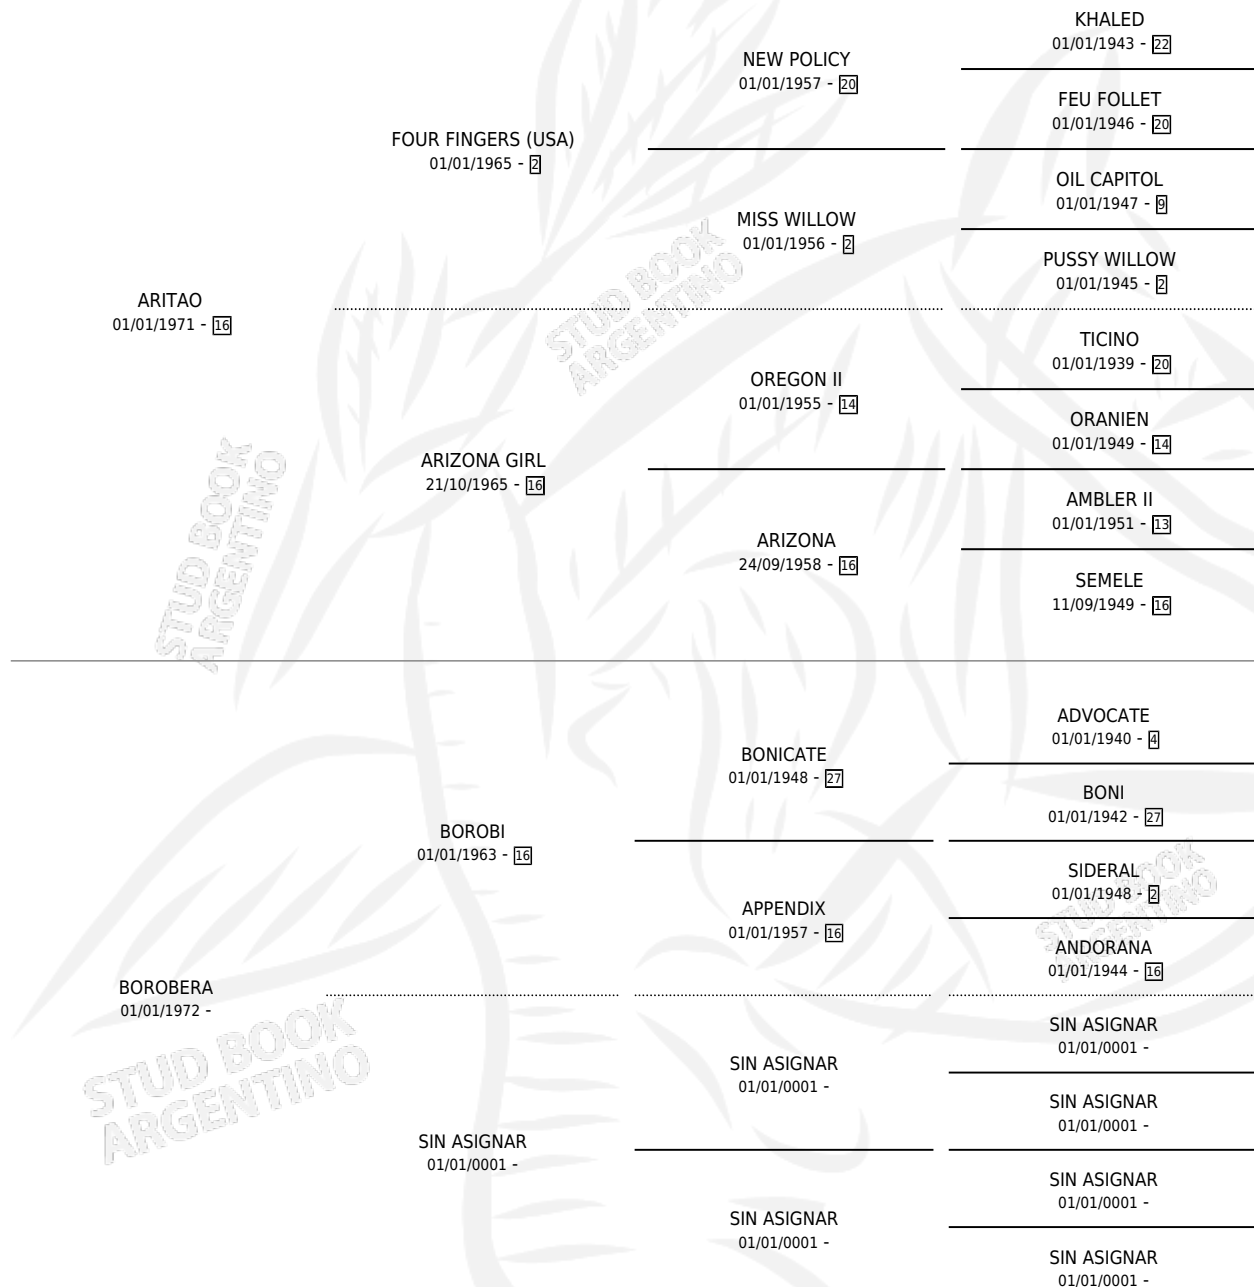 KHALED
01/01/1943 - 22
NEW POLICY
01/01/1957 - 20
FEU FOLLET
01/01/1946 - 20
FOUR FINGERS (USA)
01/01/1965 - 2
OIL CAPITOL
01/01/1947 - 9
MISS WILLOW
01/01/1956 - 2
PUSSY WILLOW
01/01/1945 - 2
ARITAO
01/01/1971 - 16
TICINO
01/01/1939 - 20
OREGON II
01/01/1955 - 14
ORANIEN
01/01/1949 - 14
ARIZONA GIRL
21/10/1965 - 16
AMBLER II
01/01/1951 - 13
ARIZONA
24/09/1958 - 16
SEMELE
11/09/1949 - 16
ADVOCATE
01/01/1940 - 4
BONICATE
01/01/1948 - 27
BONI
01/01/1942 - 27
BOROBI
01/01/1963 - 16
SIDERAL
01/01/1948 - 2
APPENDIX
01/01/1957 - 16
ANDORANA
01/01/1944 - 16
BOROBERA
01/01/1972 -
SIN ASIGNAR
01/01/0001 -
SIN ASIGNAR
01/01/0001 -
SIN ASIGNAR
01/01/0001 -
SIN ASIGNAR
01/01/0001 -
SIN ASIGNAR
01/01/0001 -
SIN ASIGNAR
01/01/0001 -
SIN ASIGNAR
01/01/0001 -
STUD BOOK
ARGENTINO
STUD BOOK
ARGENTINO
STUD BOOK
ARGENTINO
STUD BOOK
ARGENTINO